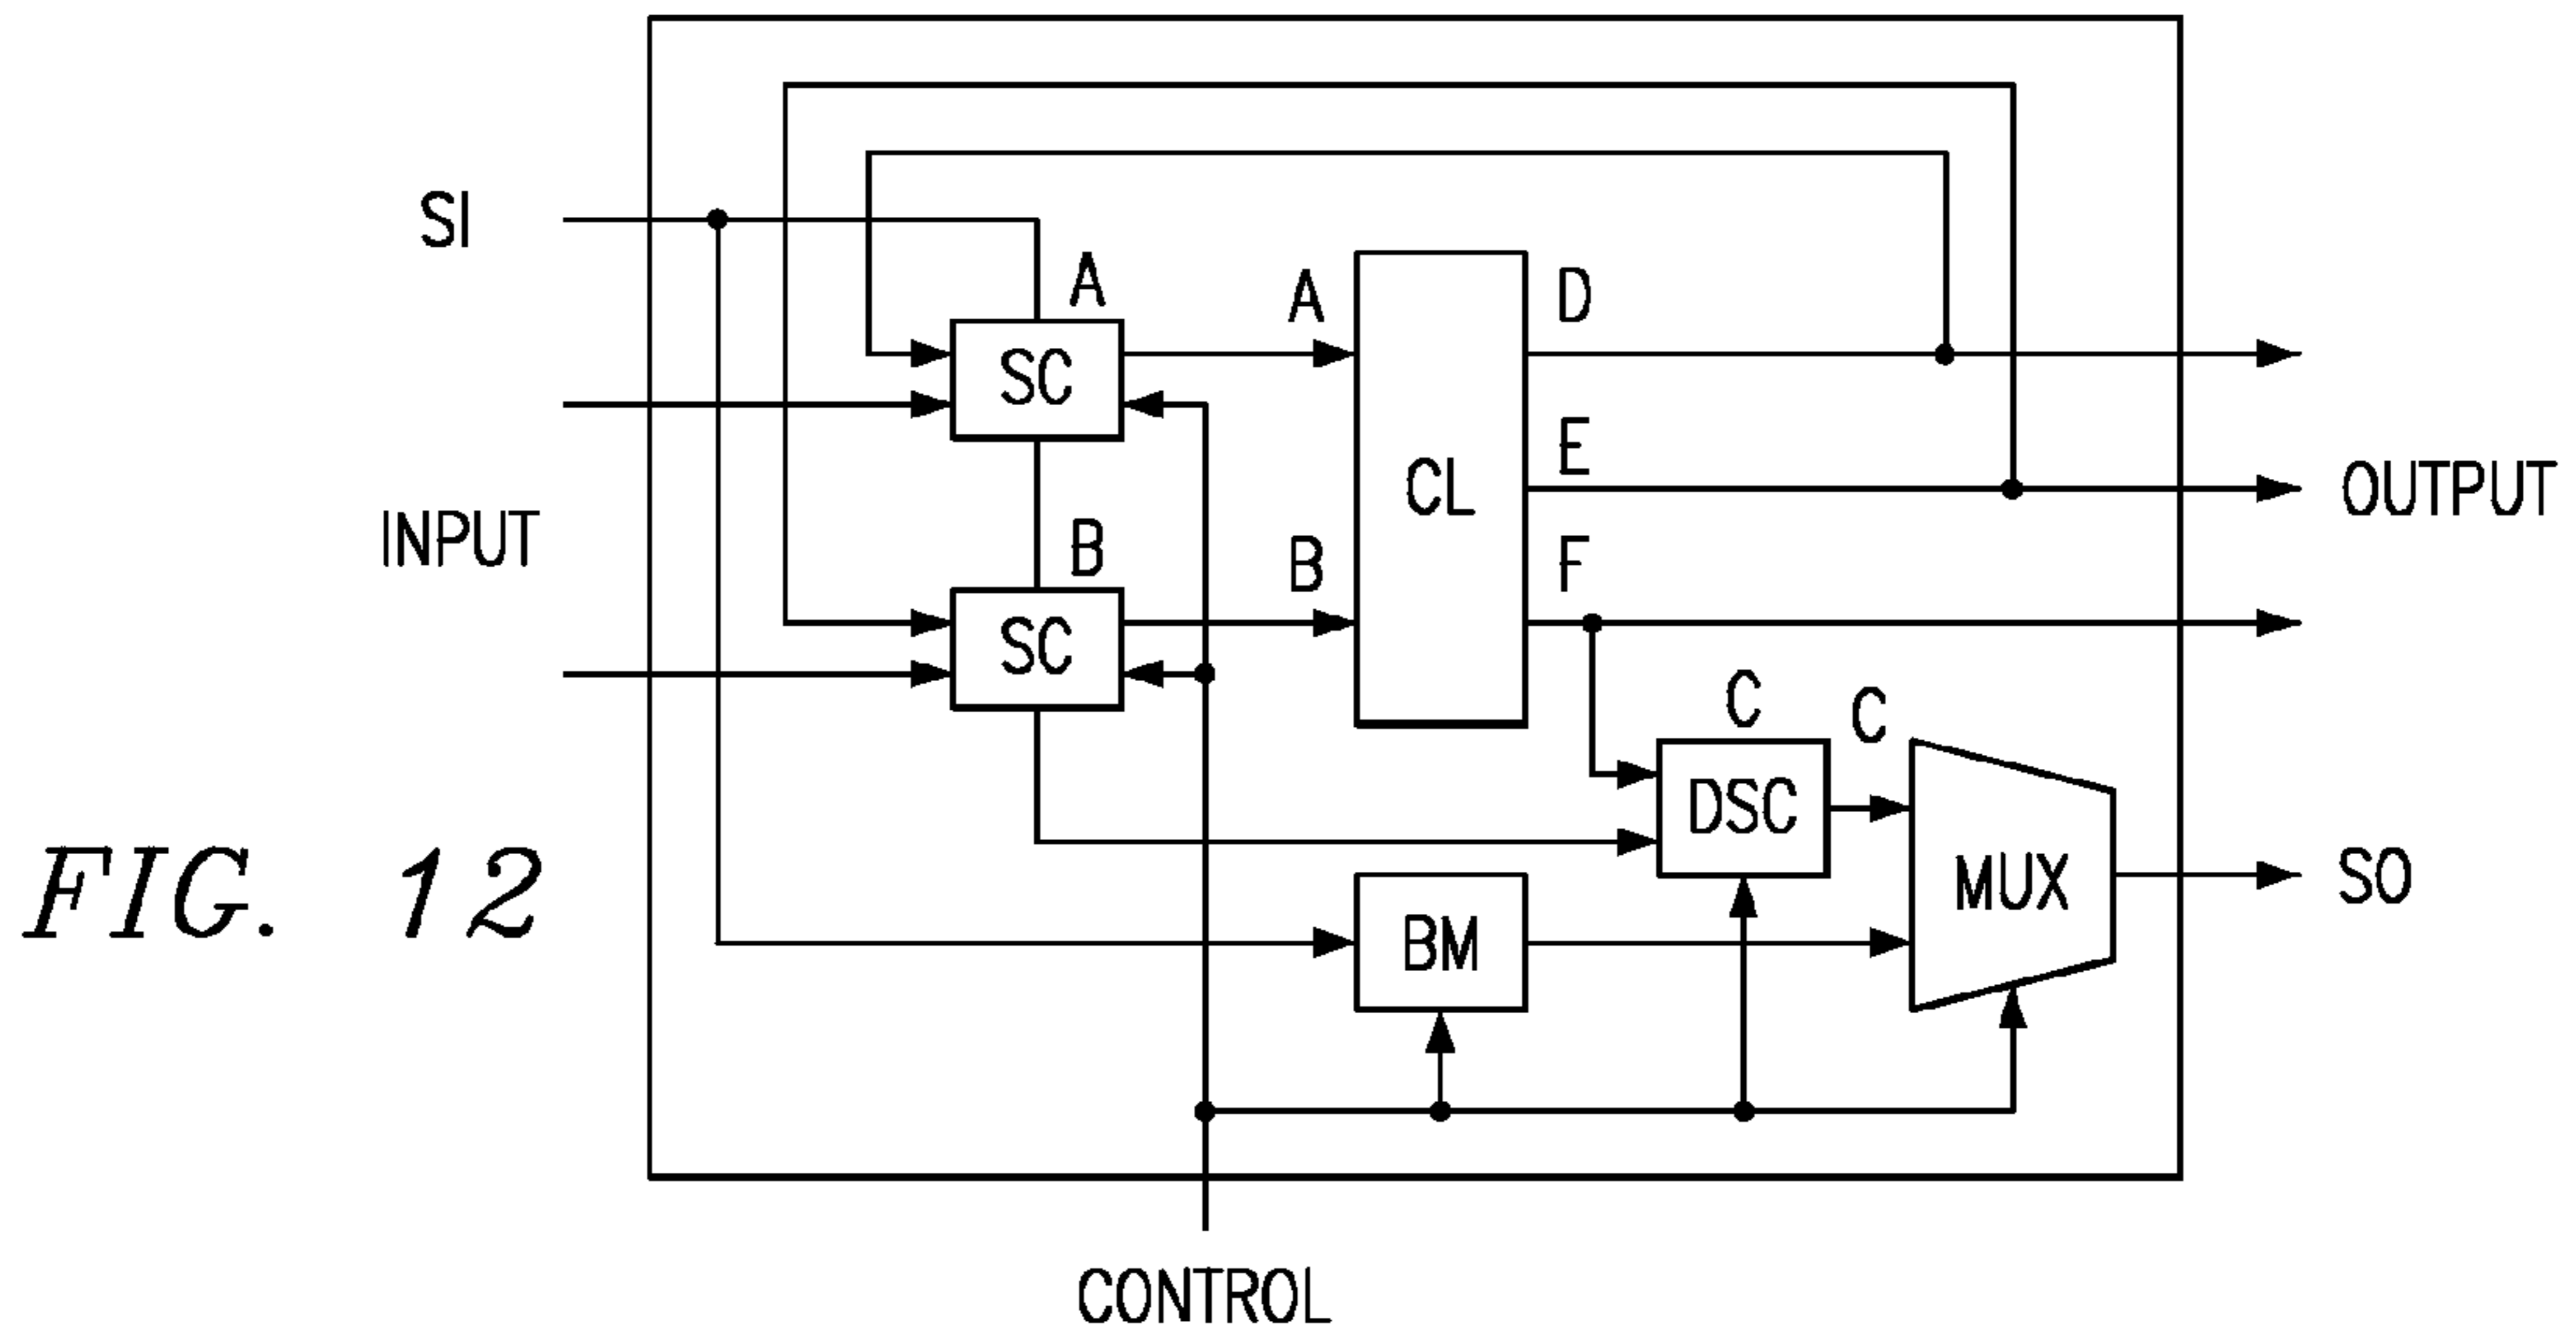 SI
A
A
D
SC
E
CL
OUTPUT
INPUT
B
B
F
SC
C
C
DSC
MUX
SO
BM
FIG. 12
CONTROL